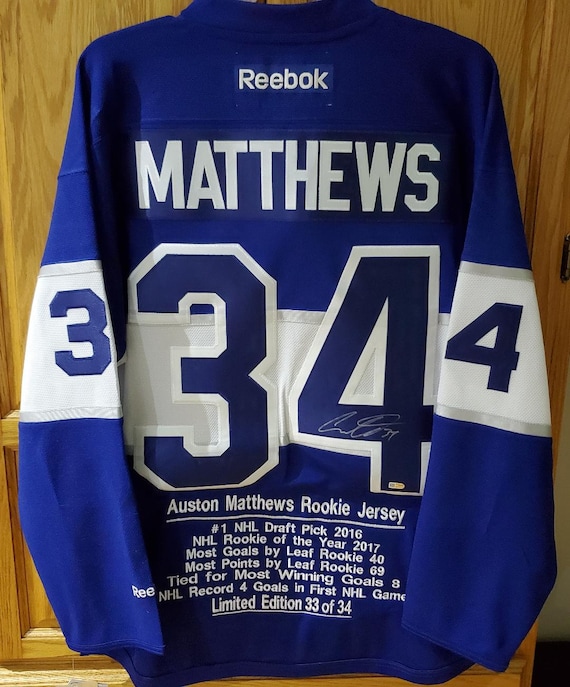 Reebok
MATTHEWS
3 34 4
Auston Matthews Rookie Jersey
#1 NHL Draft Pick 2016
NHL Rookie of the Year 2017
Most Goals by Leaf Rookie 40
Most Points by Leaf Rookie 69
Tied for Most Winning Goals 8
Ree NHL Record 4 Goals in First NHL Game
Limited Edition 33 of 34